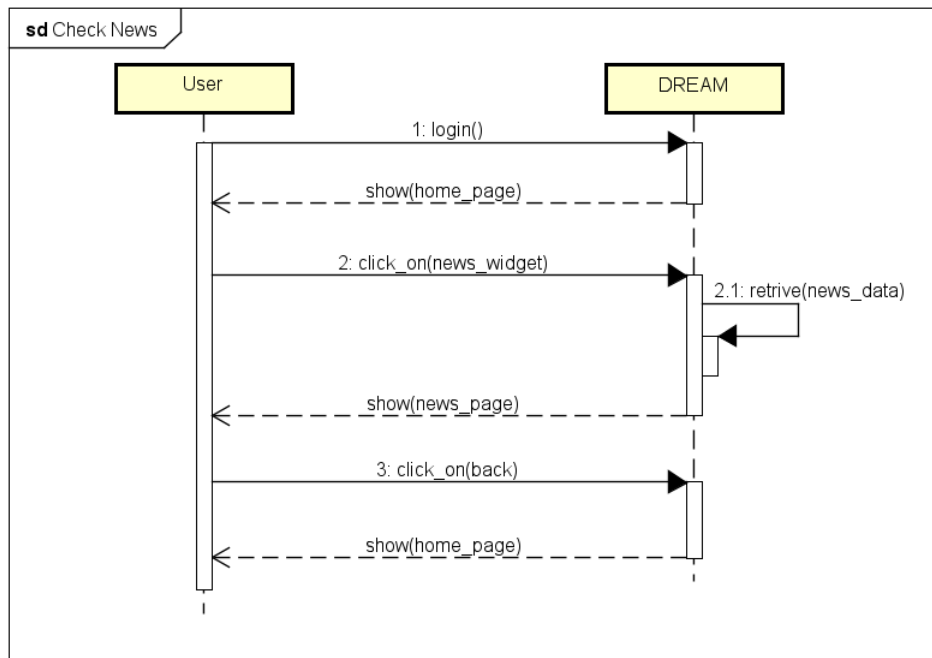 sd Check News
User
DREAM
1: login()
show(home_page)
2: click_on(news_widget)
2.1: retrive(news_data)
show(news_page)
3: click_on(back)
show(home_page)